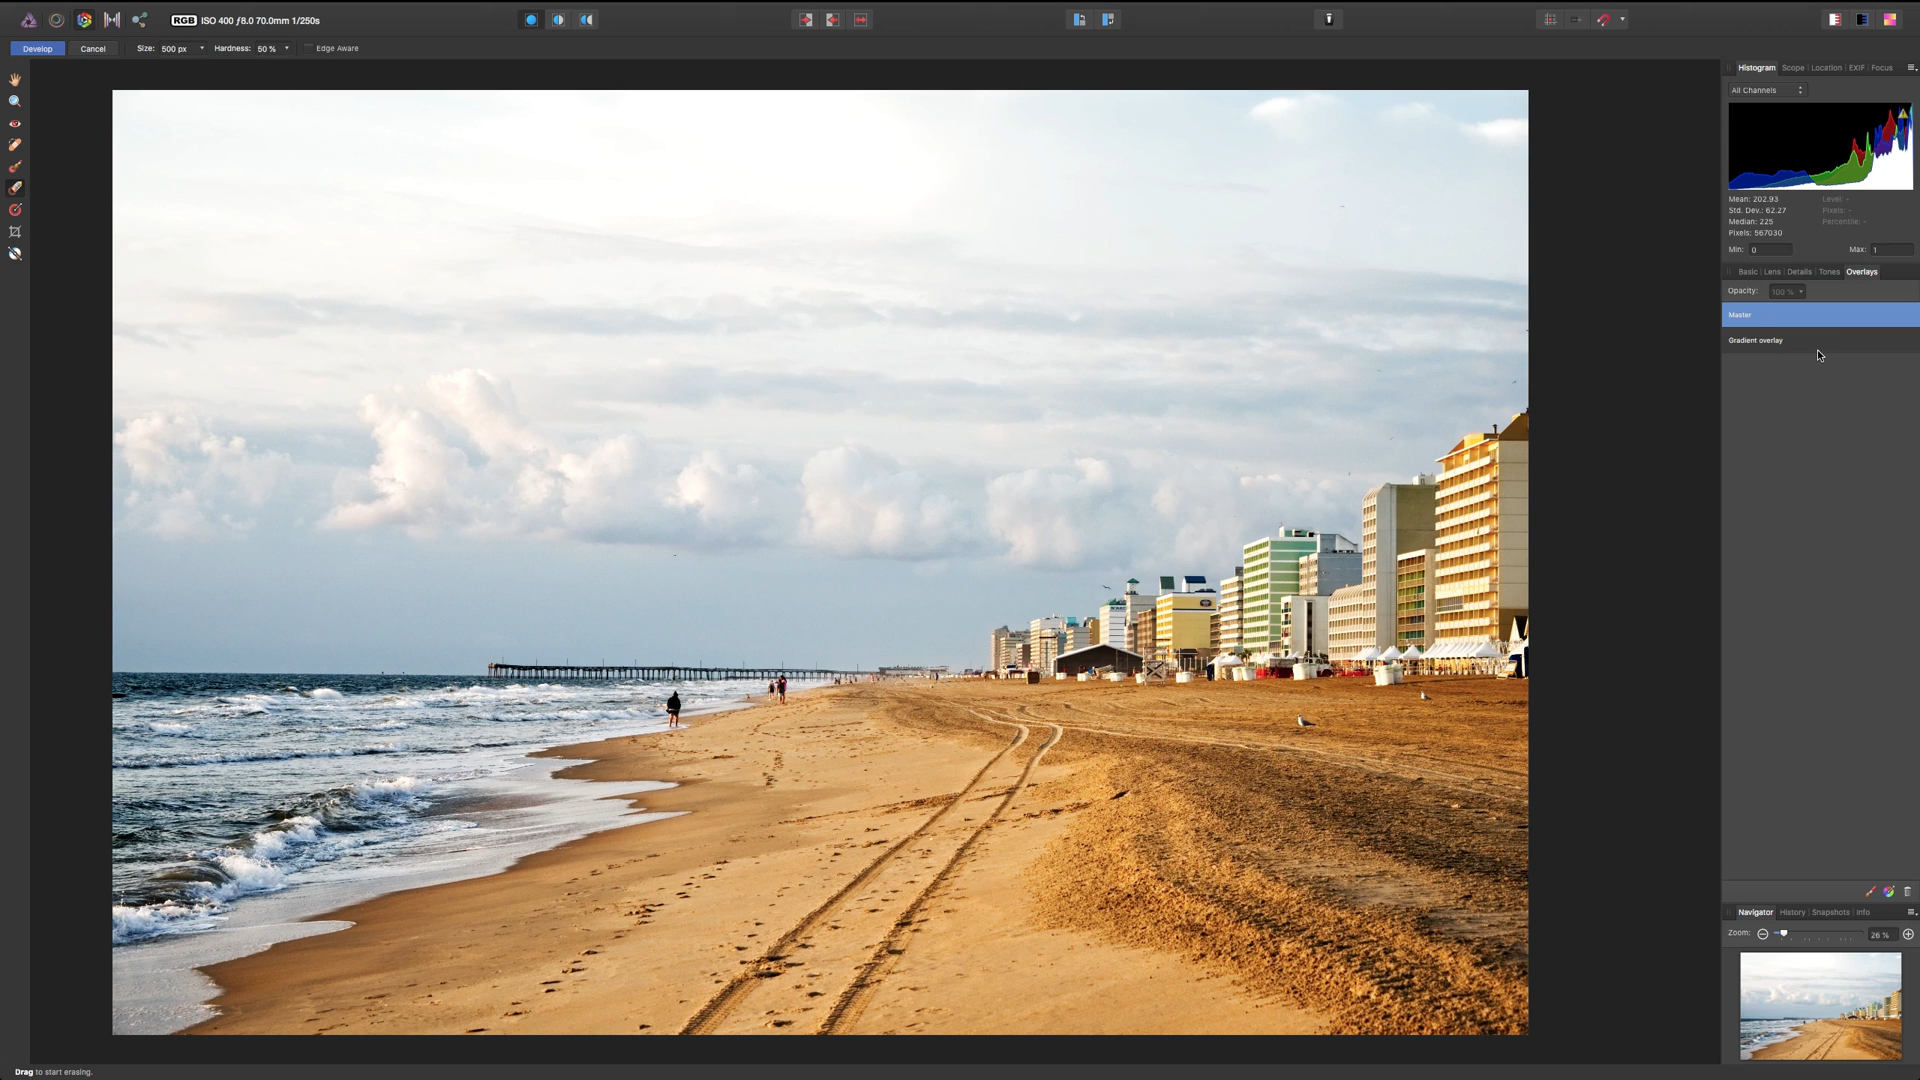 RGB ISO 400 ƒ8.0 70.0mm 1/250s
Develop Cancel Size: 500 px Hardness: 50 % Edge Aware
Histogram Scope Location EXIF Focus
All Channels
Mean: 202.93 Level: -
Std. Dev.: 62.27 Pixels: -
Median: 225 Percentile: -
Pixels: 567030
Min: 0 Max: 1
Basic Lens Details Tones Overlays
Opacity: 100 %
Master
Gradient overlay
Navigator History Snapshots Info
Zoom: 26 %
Drag to start erasing.